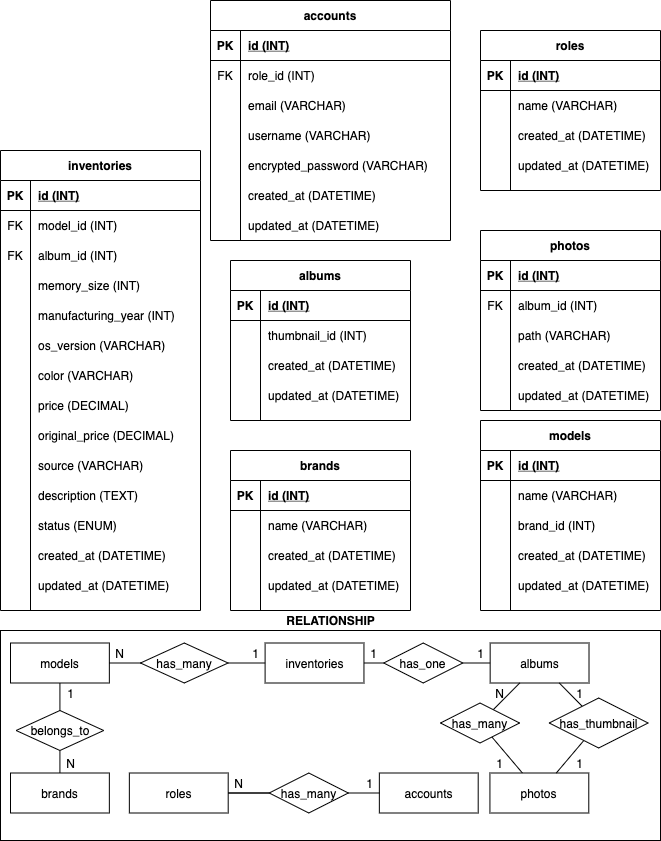 accounts
PK id (INT)
FK role_id (INT)
email (VARCHAR)
username (VARCHAR)
encrypted_password (VARCHAR)
created_at (DATETIME)
updated_at (DATETIME)
roles
PK id (INT)
name (VARCHAR)
created_at (DATETIME)
updated_at (DATETIME)
inventories
PK id (INT)
FK model_id (INT)
FK album_id (INT)
memory_size (INT)
manufacturing_year (INT)
os_version (VARCHAR)
color (VARCHAR)
price (DECIMAL)
original_price (DECIMAL)
source (VARCHAR)
description (TEXT)
status (ENUM)
created_at (DATETIME)
updated_at (DATETIME)
albums
PK id (INT)
thumbnail_id (INT)
created_at (DATETIME)
updated_at (DATETIME)
photos
PK id (INT)
FK album_id (INT)
path (VARCHAR)
created_at (DATETIME)
updated_at (DATETIME)
brands
PK id (INT)
name (VARCHAR)
created_at (DATETIME)
updated_at (DATETIME)
models
PK id (INT)
name (VARCHAR)
brand_id (INT)
created_at (DATETIME)
updated_at (DATETIME)
RELATIONSHIP
models N has_many 1 inventories 1 has_one 1 albums
1 N 1
belongs_to has_many has_thumbnail
N 1 1
brands roles N has_many 1 accounts photos